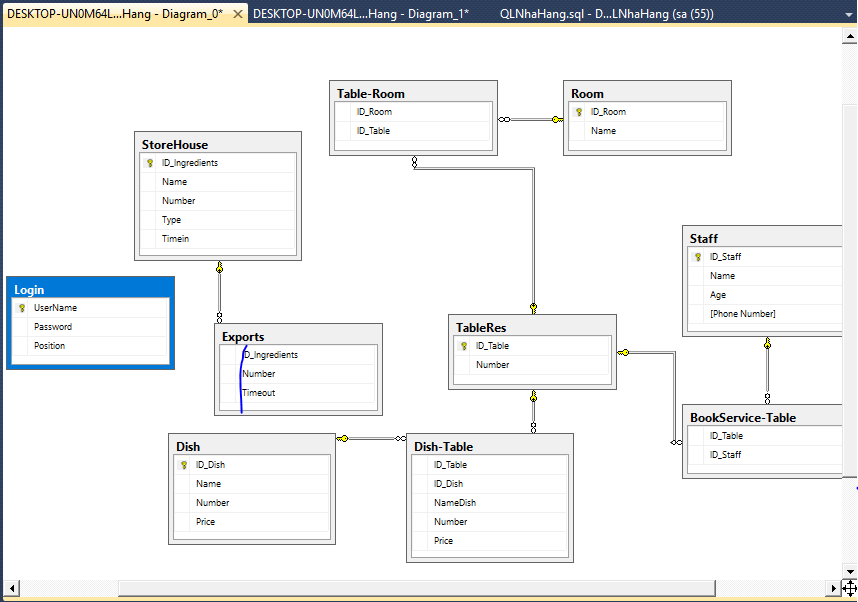 DESKTOP-UN0M64L...Hang - Diagram_0*
DESKTOP-UN0M64L...Hang - Diagram_1*
QLNhaHang.sql - D...LNhaHang (sa (55))
Table-Room
ID_Room
ID_Table
Room
ID_Room
Name
StoreHouse
ID_Ingredients
Name
Number
Type
Timein
Staff
ID_Staff
Name
Age
[Phone Number]
Login
UserName
Password
Position
Exports
ID_Ingredients
Number
Timeout
TableRes
ID_Table
Number
BookService-Table
ID_Table
ID_Staff
Dish
ID_Dish
Name
Number
Price
Dish-Table
ID_Table
ID_Dish
NameDish
Number
Price